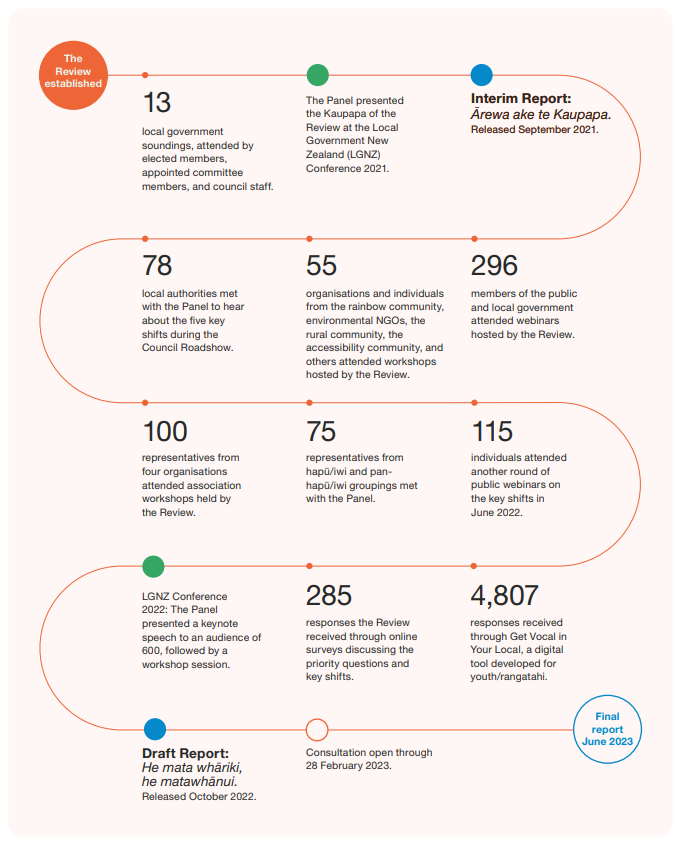 The
Review
established
13
local government
soundings, attended by
elected members,
appointed committee
members, and council staff.
The Panel presented
the Kaupapa of the
Review at the Local
Government New
Zealand (LGNZ)
Conference 2021.
Interim Report:
Ārewa ake te Kaupapa.
Released September 2021.
78
local authorities met
with the Panel to hear
about the five key
shifts during the
Council Roadshow.
55
organisations and individuals
from the rainbow community,
environmental NGOs, the
rural community, the
accessibility community, and
others attended workshops
hosted by the Review.
296
members of the public
and local government
attended webinars
hosted by the Review.
100
representatives from
four organisations
attended association
workshops held by
the Review.
75
representatives from
hapū/iwi and pan-
hapū/iwi groupings met
with the Panel.
115
individuals attended
another round of
public webinars on
the key shifts in
June 2022.
LGNZ Conference
2022: The Panel
presented a keynote
speech to an audience of
600, followed by a
workshop session.
285
responses the Review
received through online
surveys discussing the
priority questions and
key shifts.
4,807
responses received
through Get Vocal in
Your Local, a digital
tool developed for
youth/rangatahi.
Draft Report:
He mata whāriki,
he matawhānui.
Released October 2022.
Consultation open through
28 February 2023.
Final
report
June 2023